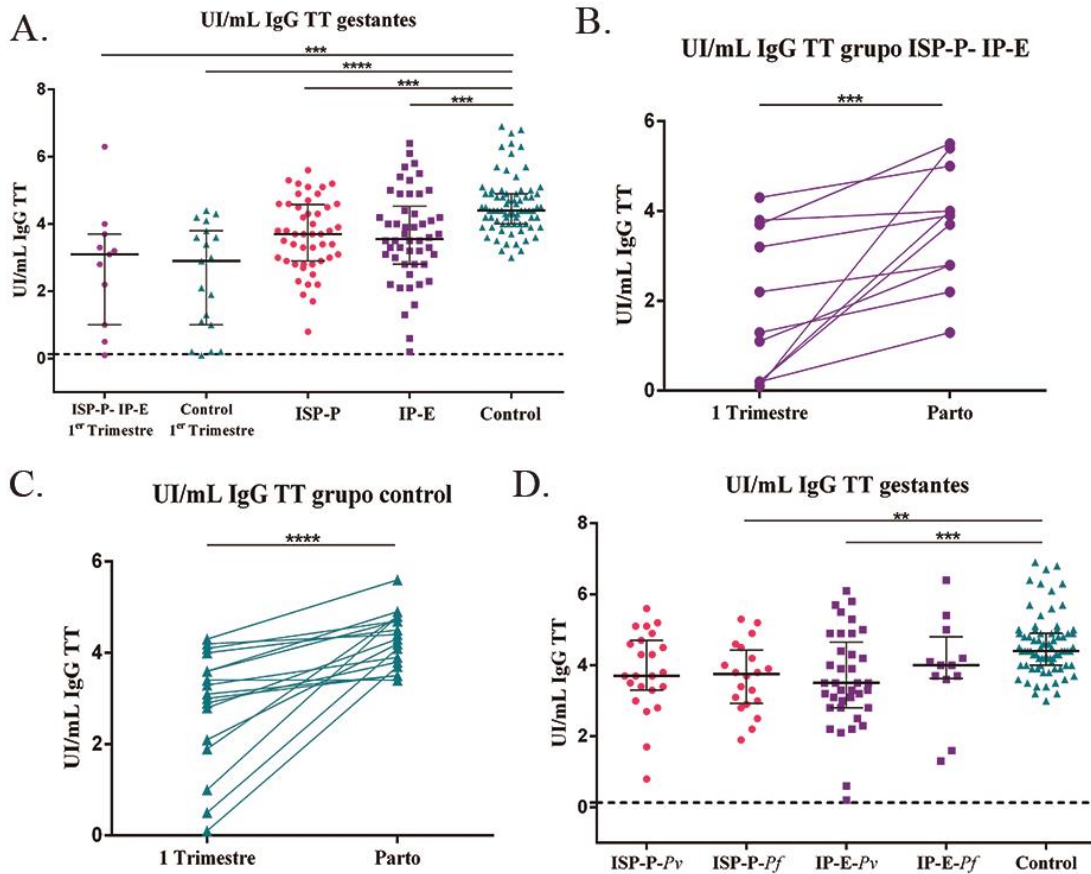 A.
UI/mL IgG TT gestantes
***
****
***
***
UI/mL IgG TT
8
6
4
2
0
ISP-P- IP-E
1er Trimestre
Control
1er Trimestre
ISP-P
IP-E
Control
B.
UI/mL IgG TT grupo ISP-P- IP-E
***
UI/mL IgG TT
6
4
2
0
1 Trimestre
Parto
C.
UI/mL IgG TT grupo control
****
UI/mL IgG TT
6
4
2
0
1 Trimestre
Parto
D.
UI/mL IgG TT gestantes
**
***
UI/mL IgG TT
8
6
4
2
0
ISP-P-Pv
ISP-P-Pf
IP-E-Pv
IP-E-Pf
Control